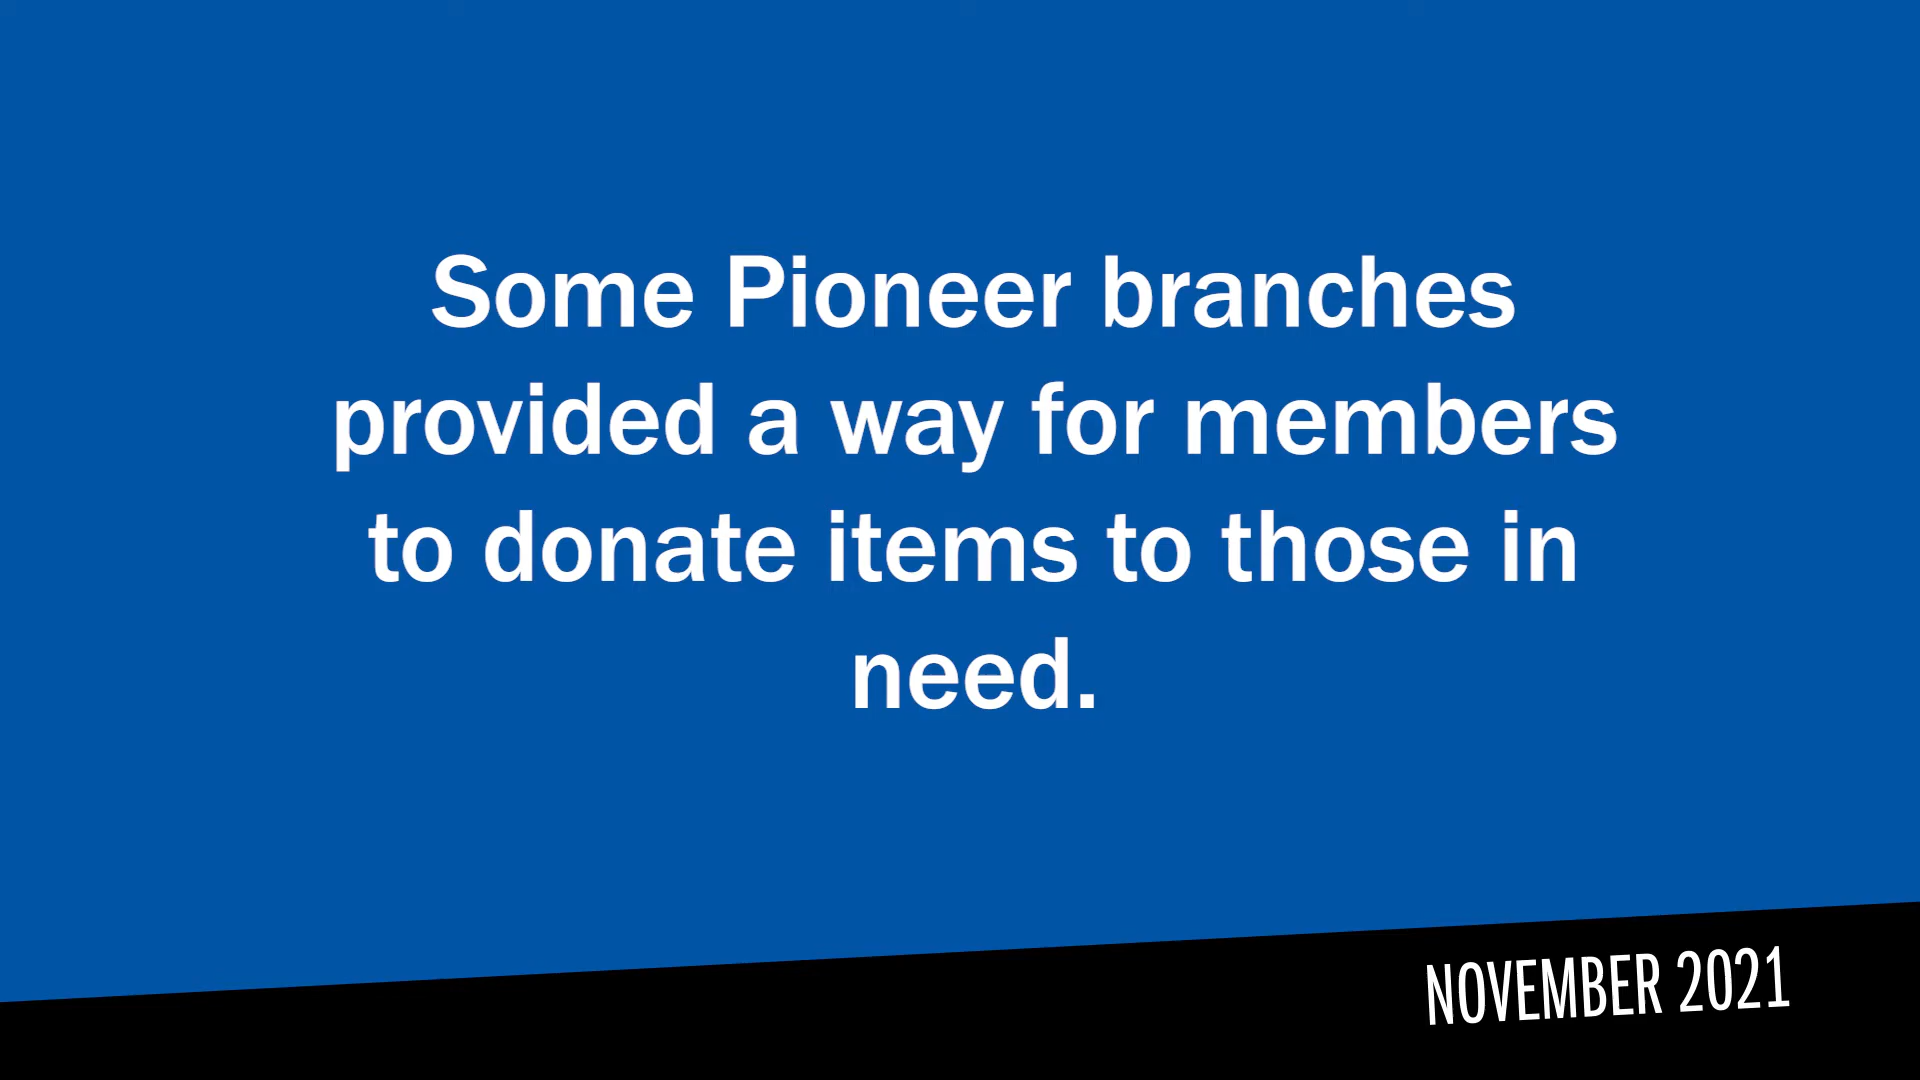 Some Pioneer branches
provided a way for members
to donate items to those in
need.
NOVEMBER 2021